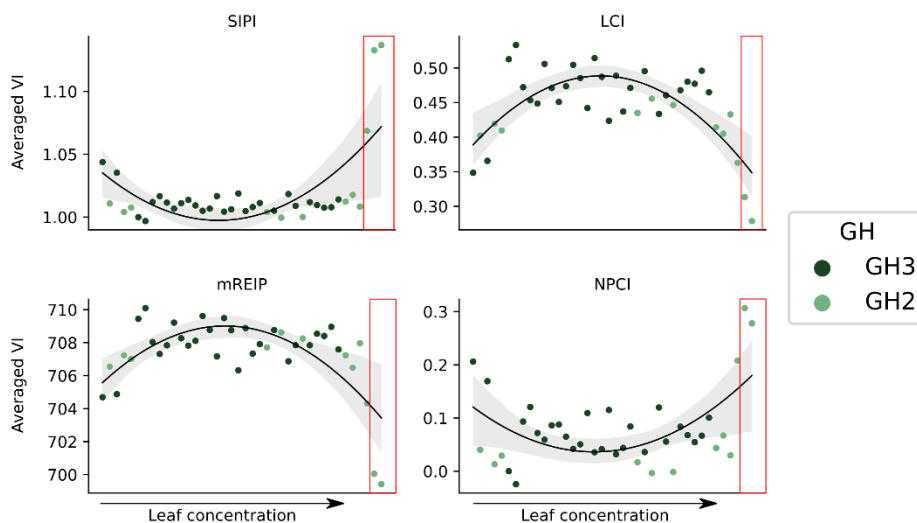 SIPI
LCI
Averaged VI
1.10
1.05
1.00
0.50
0.45
0.40
0.35
0.30
GH
GH3
GH2
mREIP
NPCI
Averaged VI
710
708
706
704
702
700
0.3
0.2
0.1
0.0
Leaf concentration
Leaf concentration